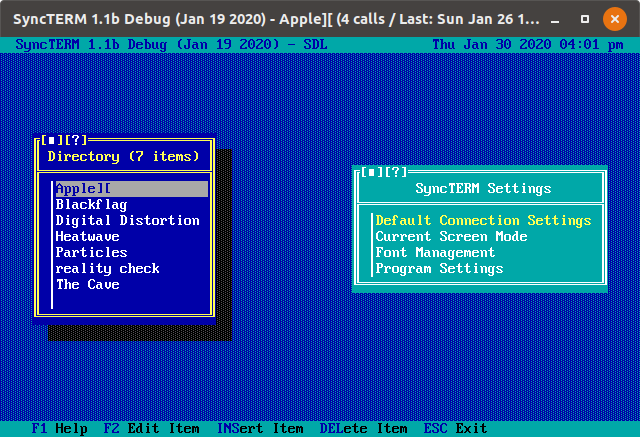 SyncTERM 1.1b Debug (Jan 19 2020) - Apple][ (4 calls / Last: Sun Jan 26 1...
SyncTERM 1.1b Debug (Jan 19 2020) - SDL Thu Jan 30 2020 04:01 pm
[■][?]
Directory (7 items)
Apple][
Blackflag
Digital Distortion
Heatwave
Particles
reality check
The Cave
[■][?]
SyncTERM Settings
Default Connection Settings
Current Screen Mode
Font Management
Program Settings
F1 Help F2 Edit Item INSert Item DELete Item ESC Exit